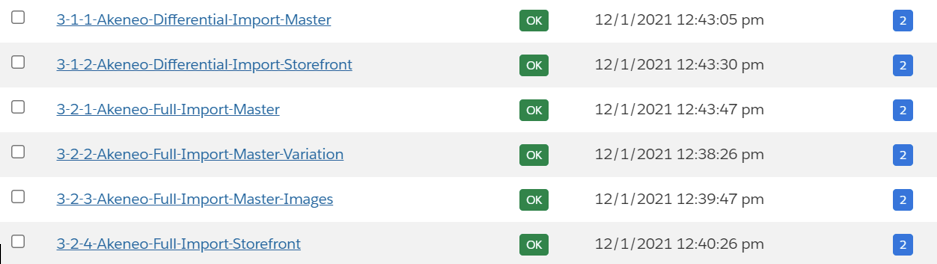 3-1-1-Akeneo-Differential-Import-Master OK 12/1/2021 12:43:05 pm 2
3-1-2-Akeneo-Differential-Import-Storefront OK 12/1/2021 12:43:30 pm 2
3-2-1-Akeneo-Full-Import-Master OK 12/1/2021 12:43:47 pm 2
3-2-2-Akeneo-Full-Import-Master-Variation OK 12/1/2021 12:38:26 pm 2
3-2-3-Akeneo-Full-Import-Master-Images OK 12/1/2021 12:39:47 pm 2
3-2-4-Akeneo-Full-Import-Storefront OK 12/1/2021 12:40:26 pm 2